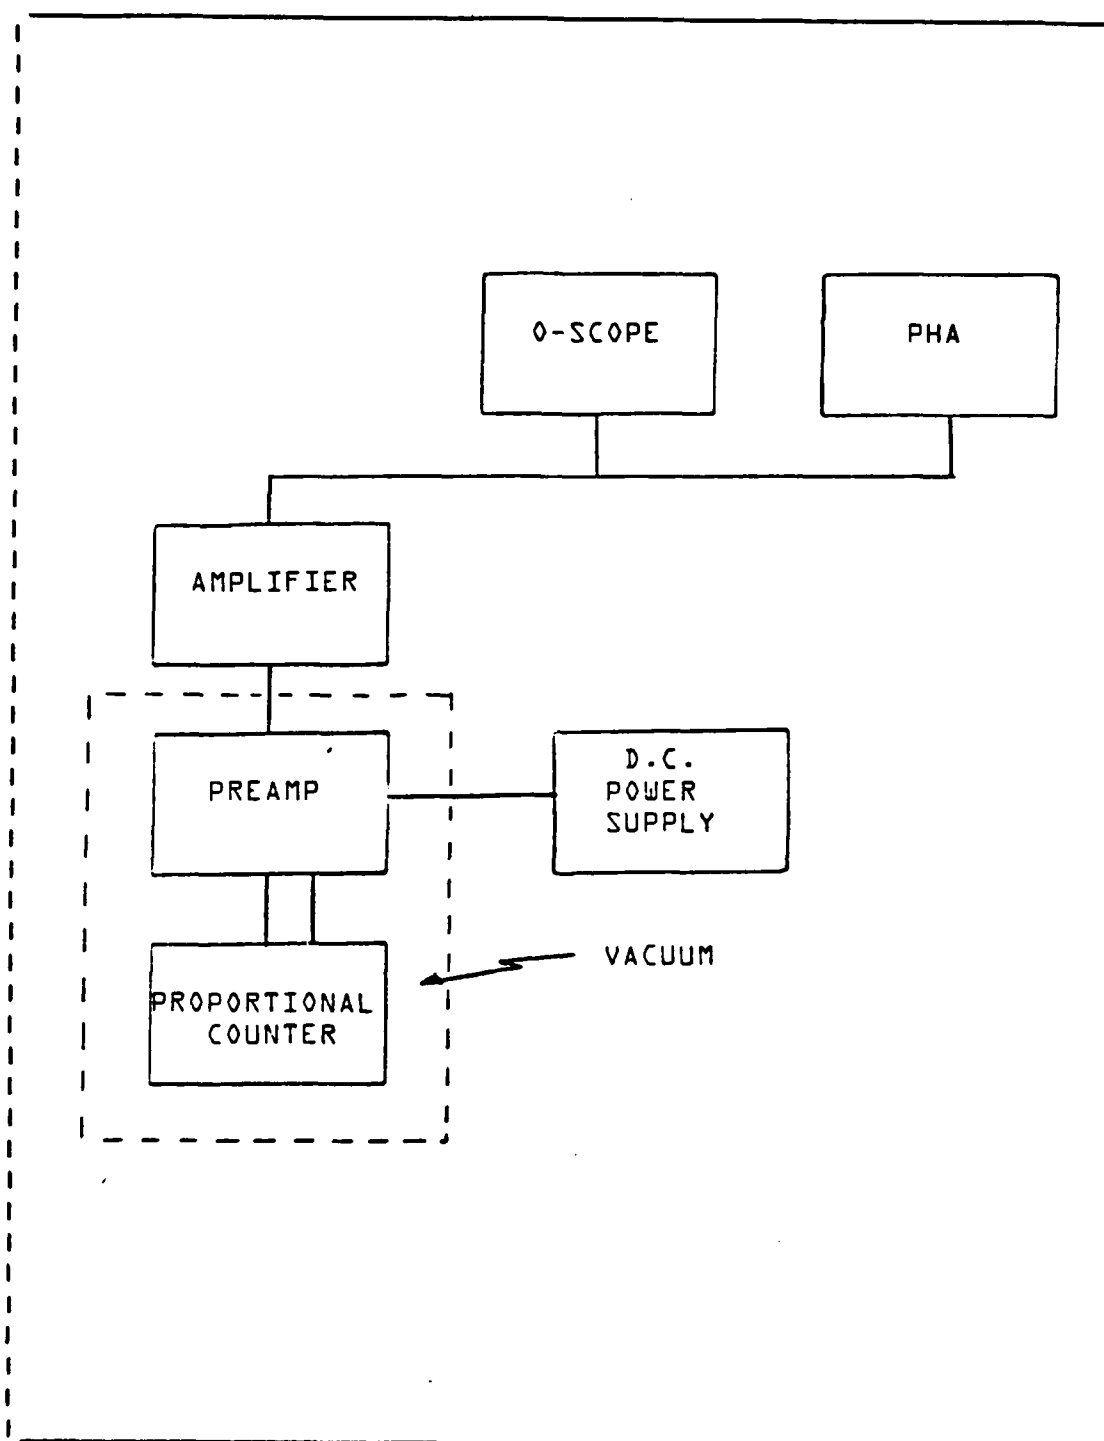 O-SCOPE
PHA
AMPLIFIER
PREAMP
D.C.
POWER
SUPPLY
VACUUM
PROPORTIONAL
COUNTER